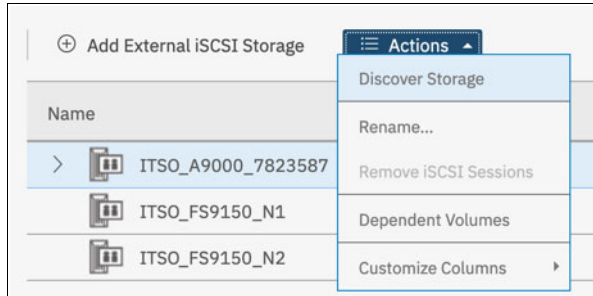 Add External iSCSI Storage
Actions
Discover Storage
Name
Rename...
ITSO_A9000_7823587
Remove iSCSI Sessions
ITSO_FS9150_N1
Dependent Volumes
ITSO_FS9150_N2
Customize Columns